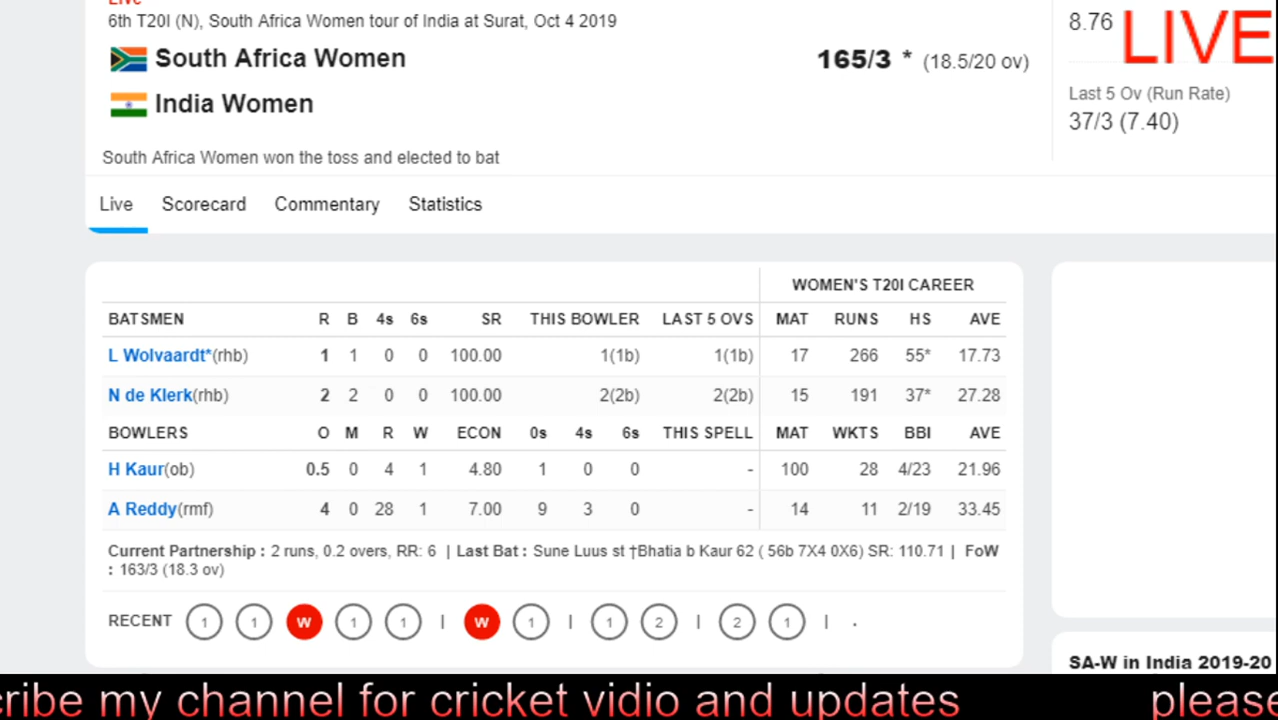 Live
6th T20I (N), South Africa Women tour of India at Surat, Oct 4 2019
South Africa Women 165/3 * (18.5/20 ov)
India Women
South Africa Women won the toss and elected to bat
8.76 LIVE
Last 5 Ov (Run Rate)
37/3 (7.40)
Live Scorecard Commentary Statistics
WOMEN'S T20I CAREER
BATSMEN R B 4s 6s SR THIS BOWLER LAST 5 OVS MAT RUNS HS AVE
L Wolvaardt*(rhb) 1 1 0 0 100.00 1(1b) 1(1b) 17 266 55* 17.73
N de Klerk(rhb) 2 2 0 0 100.00 2(2b) 2(2b) 15 191 37* 27.28
BOWLERS O M R W ECON 0s 4s 6s THIS SPELL MAT WKTS BBI AVE
H Kaur(ob) 0.5 0 4 1 4.80 1 0 0 - 100 28 4/23 21.96
A Reddy(rmf) 4 0 28 1 7.00 9 3 0 - 14 11 2/19 33.45
Current Partnership : 2 runs, 0.2 overs, RR: 6 | Last Bat : Sune Luus st †Bhatia b Kaur 62 ( 56b 7X4 0X6) SR: 110.71 | FoW
: 163/3 (18.3 ov)
RECENT 1 1 W 1 1 | W 1 | 1 2 | 2 1 | .
SA-W in India 2019-20
cribe my channel for cricket vidio and updates please